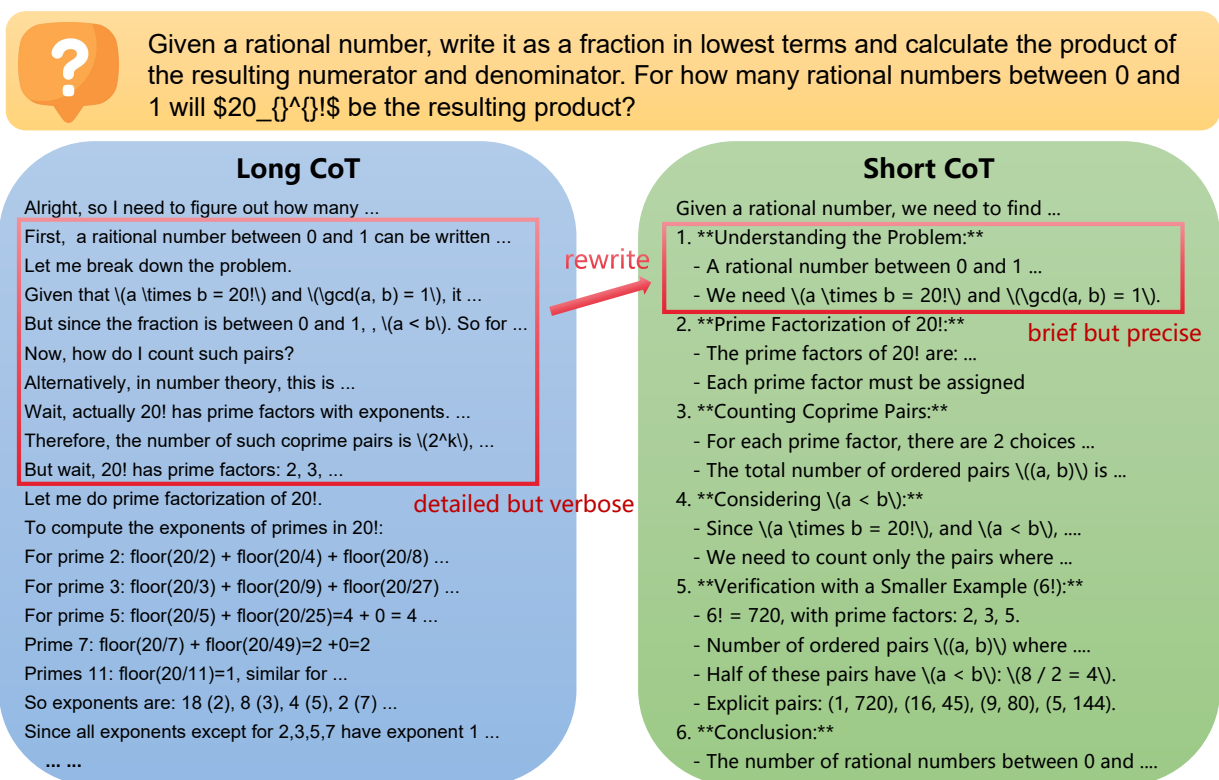 ?
Given a rational number, write it as a fraction in lowest terms and calculate the product of
the resulting numerator and denominator. For how many rational numbers between 0 and
1 will $20_{}^{}!$ be the resulting product?
Long CoT
Alright, so I need to figure out how many ...
First,  a raitional number between 0 and 1 can be written ...
Let me break down the problem.
Given that \(a \times b = 20!\) and \(\gcd(a, b) = 1\), it ...
But since the fraction is between 0 and 1, , \(a < b\). So for ...
Now, how do I count such pairs?
Alternatively, in number theory, this is ...
Wait, actually 20! has prime factors with exponents. ...
Therefore, the number of such coprime pairs is \(2^k\), ...
But wait, 20! has prime factors: 2, 3, ...
Let me do prime factorization of 20!.
detailed but verbose
To compute the exponents of primes in 20!:
For prime 2: floor(20/2) + floor(20/4) + floor(20/8) ...
For prime 3: floor(20/3) + floor(20/9) + floor(20/27) ...
For prime 5: floor(20/5) + floor(20/25)=4 + 0 = 4 ...
Prime 7: floor(20/7) + floor(20/49)=2 +0=2
Primes 11: floor(20/11)=1, similar for ...
So exponents are: 18 (2), 8 (3), 4 (5), 2 (7) ...
Since all exponents except for 2,3,5,7 have exponent 1 ...
... ...
rewrite
Short CoT
Given a rational number, we need to find ...
1. **Understanding the Problem:**
- A rational number between 0 and 1 ...
- We need \(a \times b = 20!\) and \(\gcd(a, b) = 1\).
brief but precise
2. **Prime Factorization of 20!:**
- The prime factors of 20! are: ...
- Each prime factor must be assigned
3. **Counting Coprime Pairs:**
- For each prime factor, there are 2 choices ...
- The total number of ordered pairs \((a, b)\) is ...
4. **Considering \(a < b\):**
- Since \(a \times b = 20!\), and \(a < b\), ....
- We need to count only the pairs where ...
5. **Verification with a Smaller Example (6!):**
- 6! = 720, with prime factors: 2, 3, 5.
- Number of ordered pairs \((a, b)\) where ....
- Half of these pairs have \(a < b\): \(8 / 2 = 4\).
- Explicit pairs: (1, 720), (16, 45), (9, 80), (5, 144).
6. **Conclusion:**
- The number of rational numbers between 0 and ....